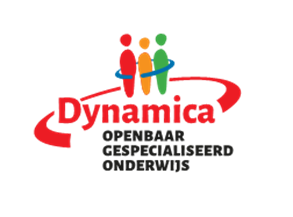 Dynamica
OPENBAAR
GESPECIALISEERD
ONDERWIJS